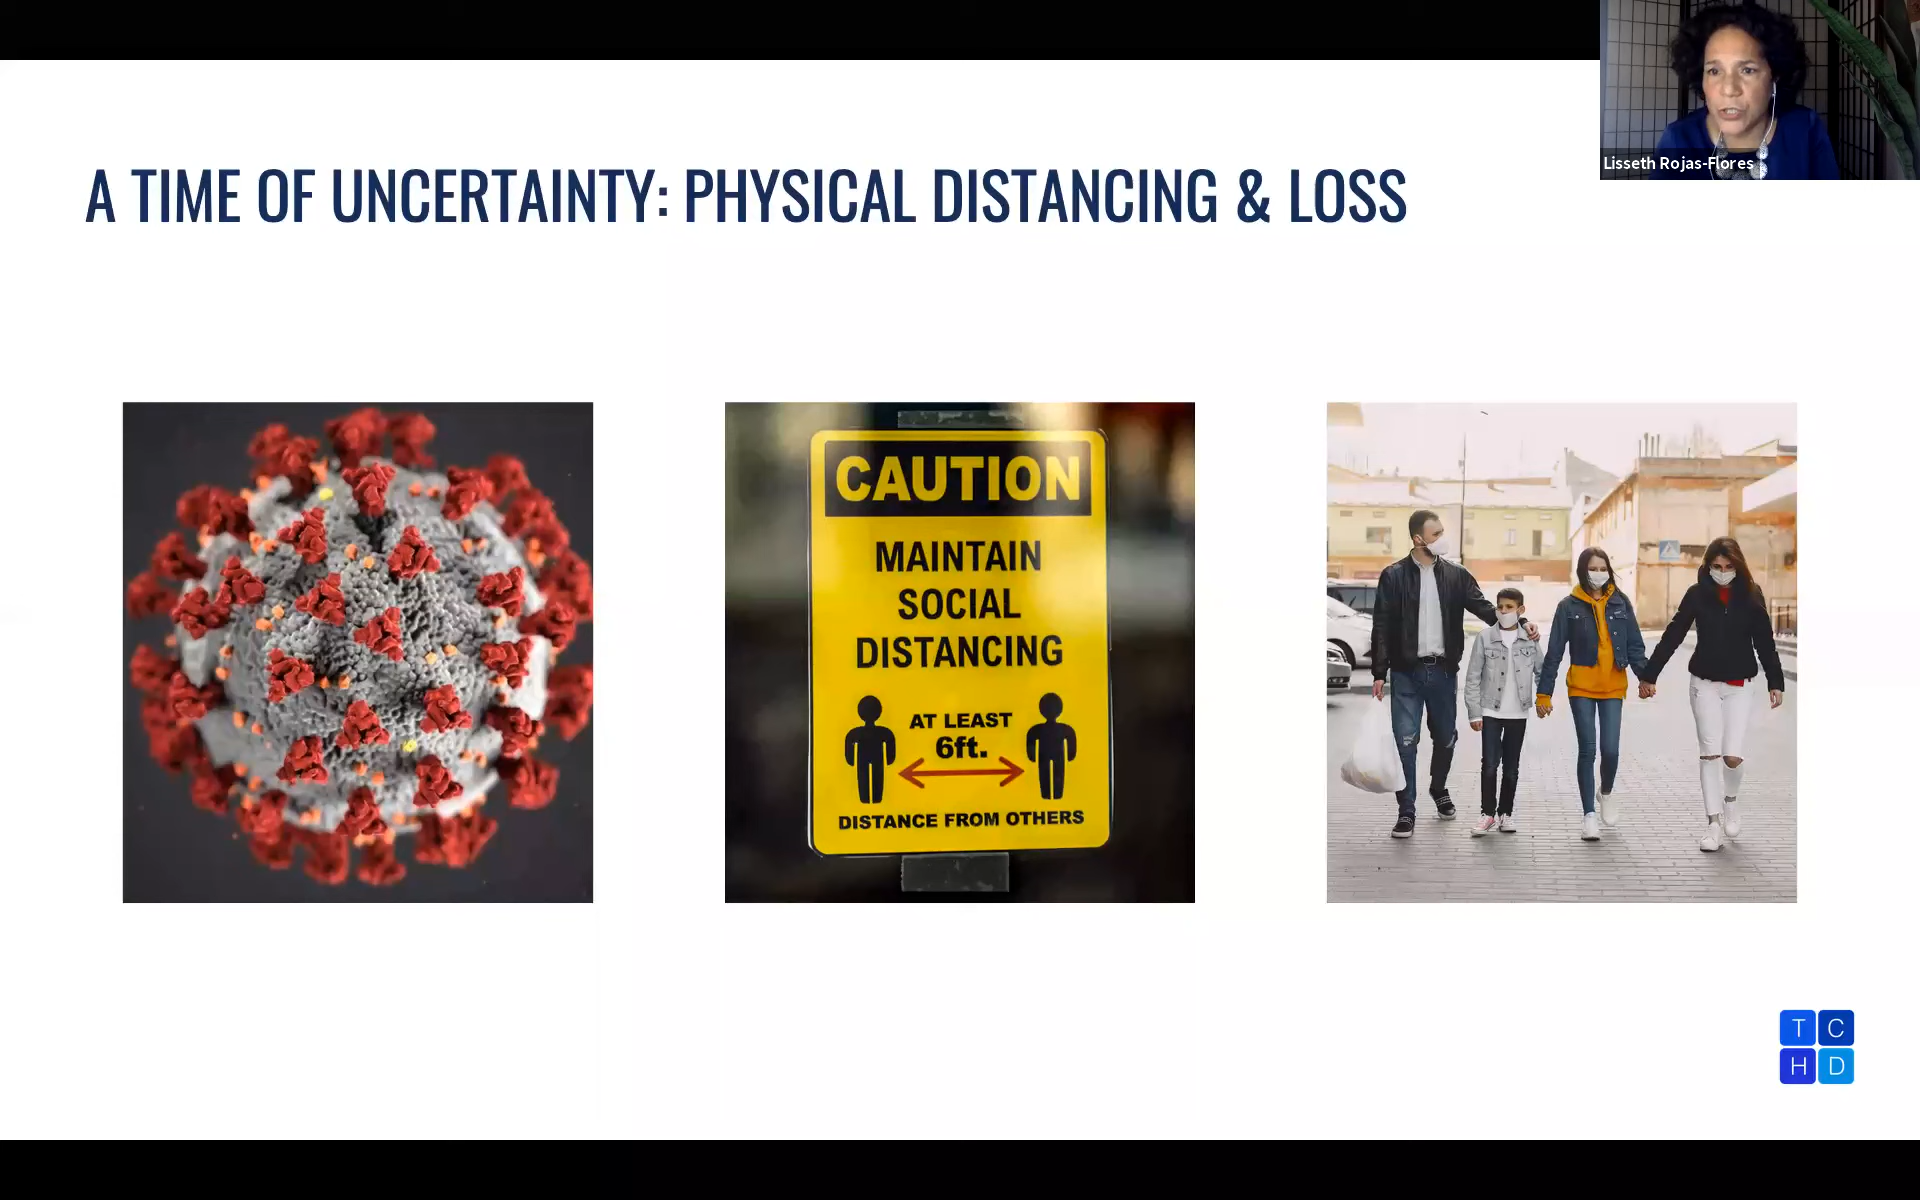 Lisseth Rojas-Flores
A TIME OF UNCERTAINTY: PHYSICAL DISTANCING & LOSS
CAUTION
MAINTAIN
SOCIAL
DISTANCING
AT LEAST
6ft.
DISTANCE FROM OTHERS
T C
H D